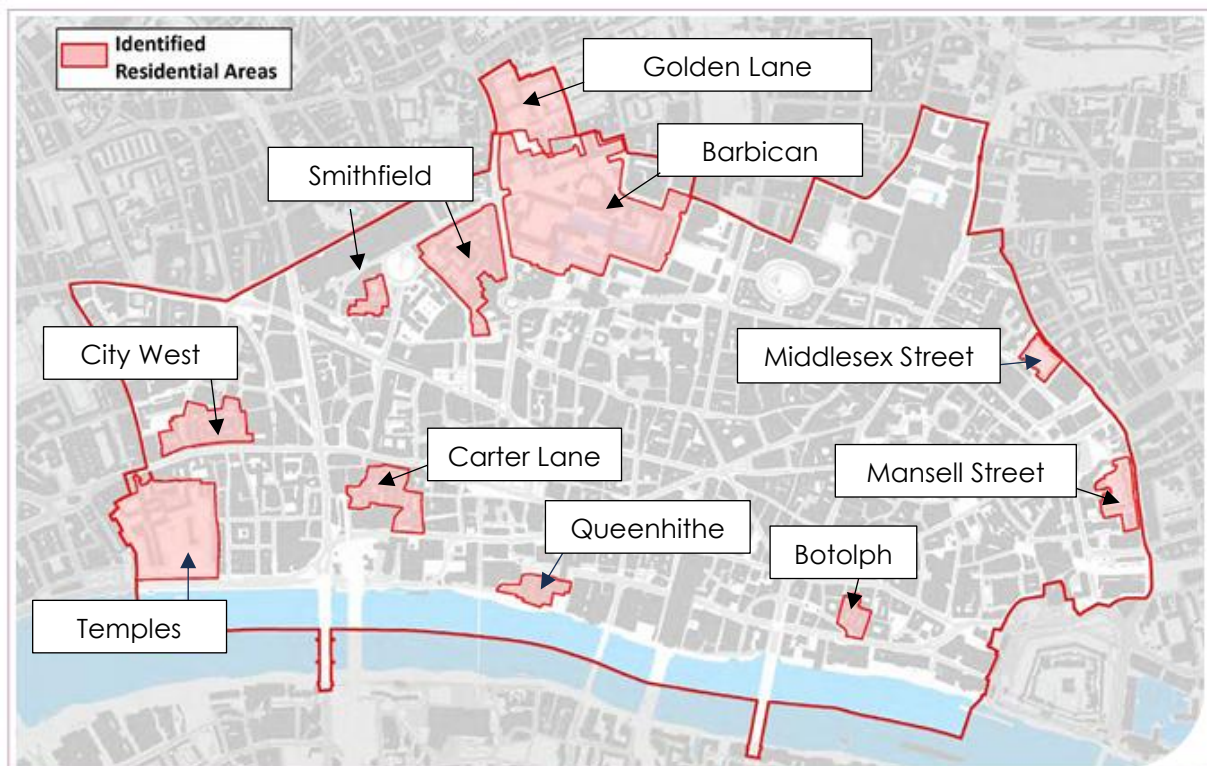 Identified
Residential Areas
Golden Lane
Barbican
Smithfield
City West
Middlesex Street
Carter Lane
Mansell Street
Queenhithe
Botolph
Temples